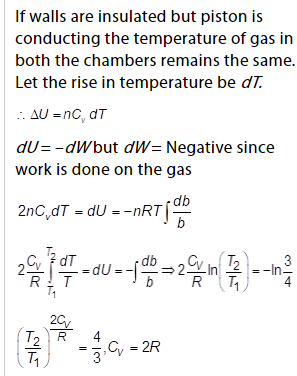 If walls are insulated but piston is
conducting the temperature of gas in
both the chambers remains the same.
Let the rise in temperature be dT.
∴ ΔU = nC_v dT
dU = – dW but dW = Negative since
work is done on the gas
2nC_vdT = dU = –nRT∫db/b
2 C_v/R ∫_{T_1}^{T_2} dT/T = dU = –∫db/b ⇒ 2 C_v/R ln(T_2/T_1) = –ln 3/4
(T_2/T_1)^{2C_v/R} = 4/3, C_v = 2R